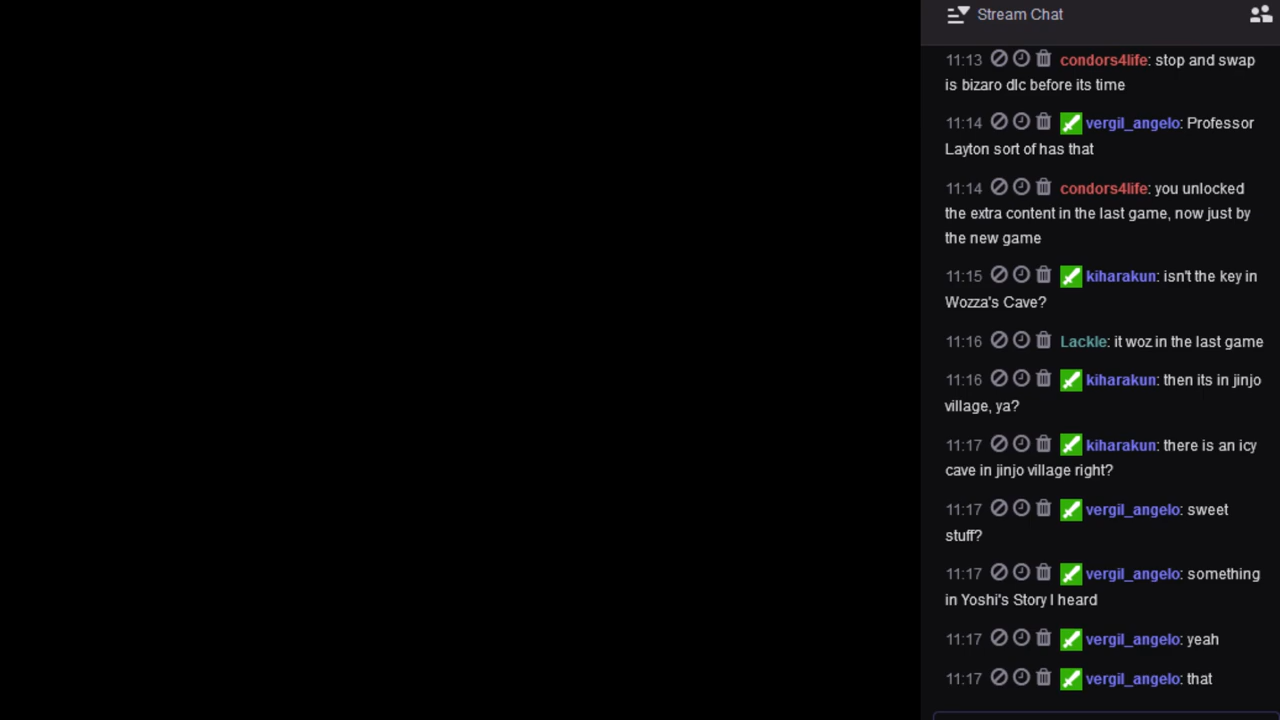 Stream Chat
11:13 condors4life: stop and swap
is bizaro dlc before its time
11:14 vergil_angelo: Professor
Layton sort of has that
11:14 condors4life: you unlocked
the extra content in the last game, now just by
the new game
11:15 kiharakun: isn't the key in
Wozza's Cave?
11:16 Lackle: it woz in the last game
11:16 kiharakun: then its in jinjo
village, ya?
11:17 kiharakun: there is an icy
cave in jinjo village right?
11:17 vergil_angelo: sweet
stuff?
11:17 vergil_angelo: something
in Yoshi's Story I heard
11:17 vergil_angelo: yeah
11:17 vergil_angelo: that